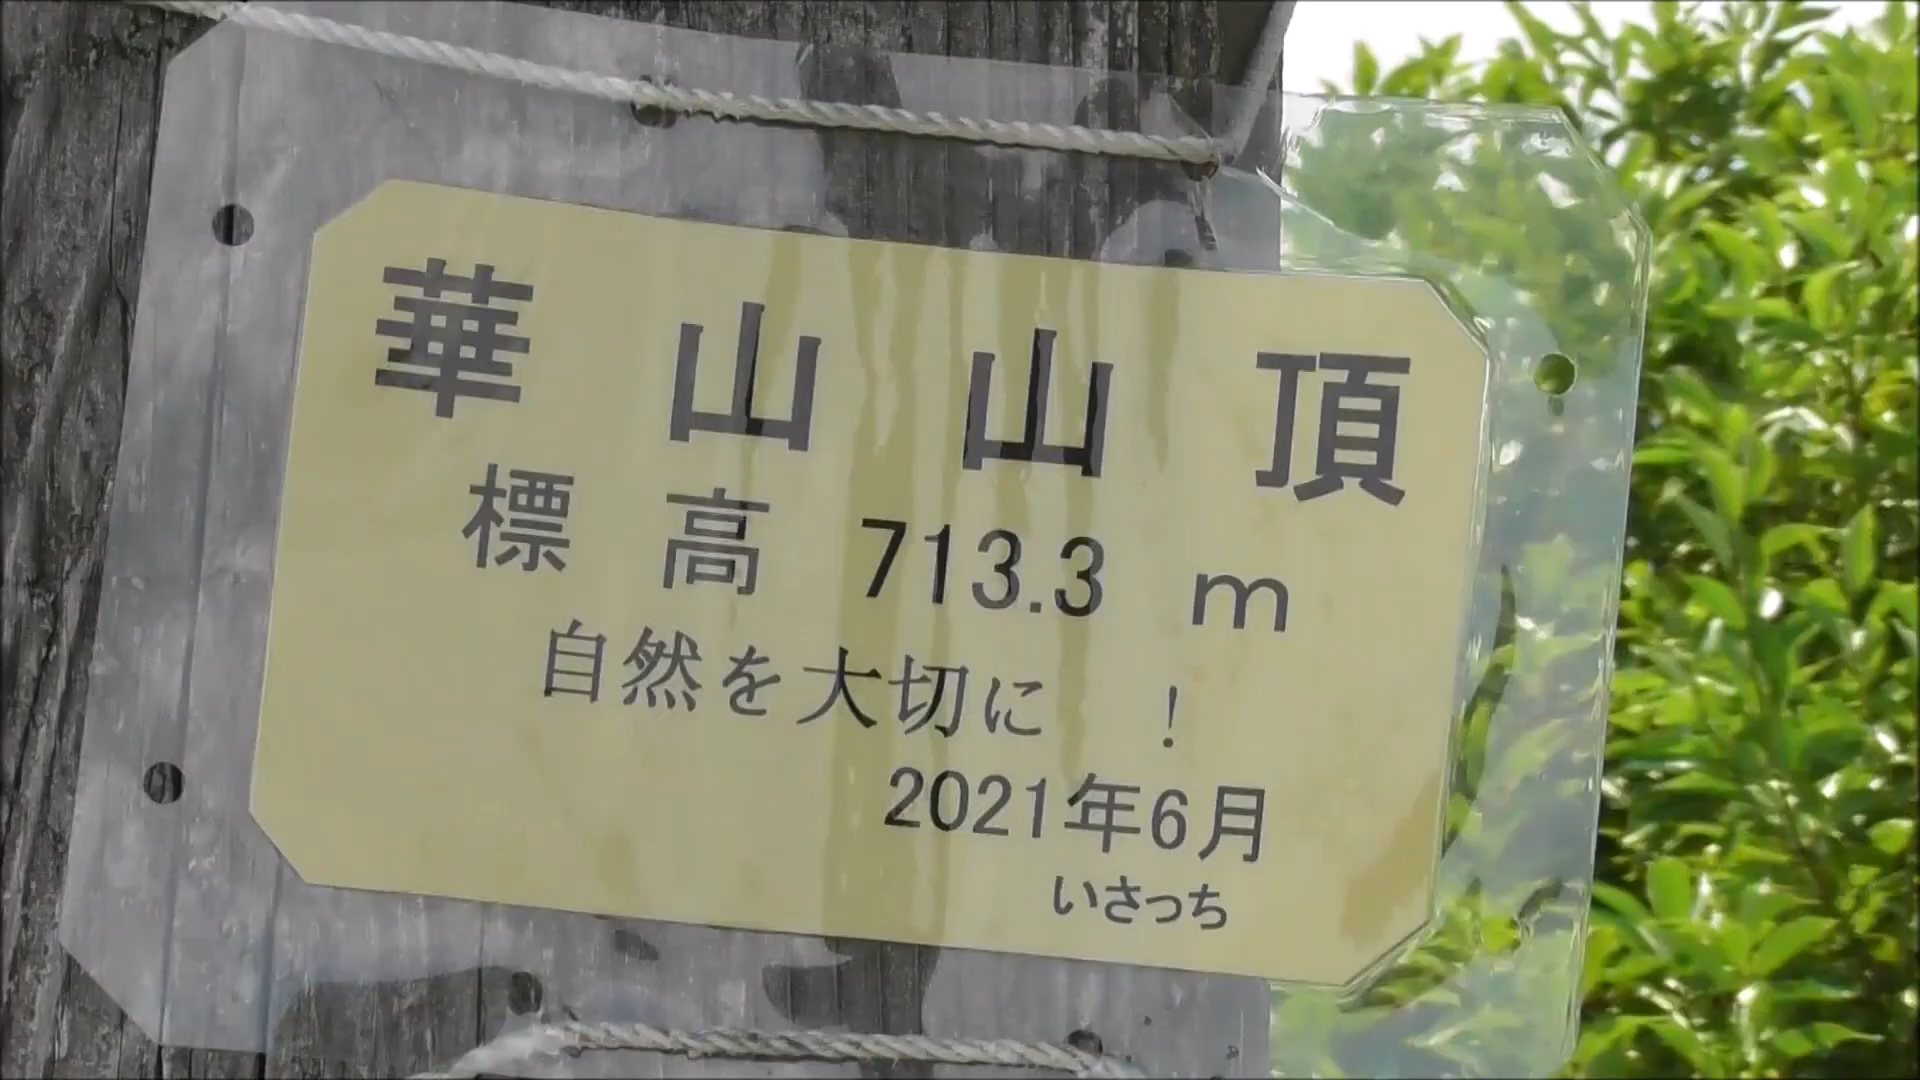 華山山頂
標高 713.3 m
自然を大切に ！
2021年6月
いさっち